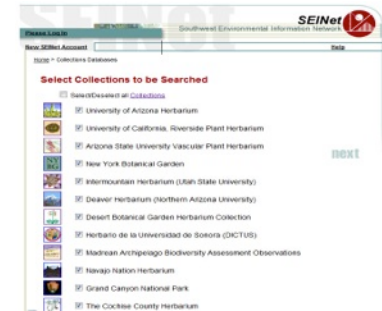 SEINet
Southwest Environmental Information Network
Please Log In
New SEINet Account
Help
Home > Collections Databases
Select Collections to be Searched
Select/Deselect all Collections
University of Arizona Herbarium
University of California, Riverside Plant Herbarium
Arizona State University Vascular Plant Herbarium
next
New York Botanical Garden
Intermountain Herbarium (Utah State University)
Deaver Herbarium (Northern Arizona University)
Desert Botanical Garden Herbarium Collection
Herbario de la Universidad de Sonora (DICTUS)
Madrean Archipelago Biodiversity Assessment Observations
Navajo Nation Herbarium
Grand Canyon National Park
The Cochise County Herbarium